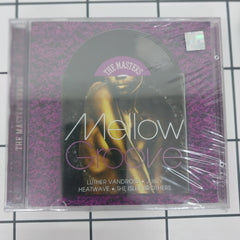 THE MASTERS
THE MASTERS
Mellow
Groove
LUTHER VANDROSS •
HEATWAVE • THE ISLEY BROTHERS